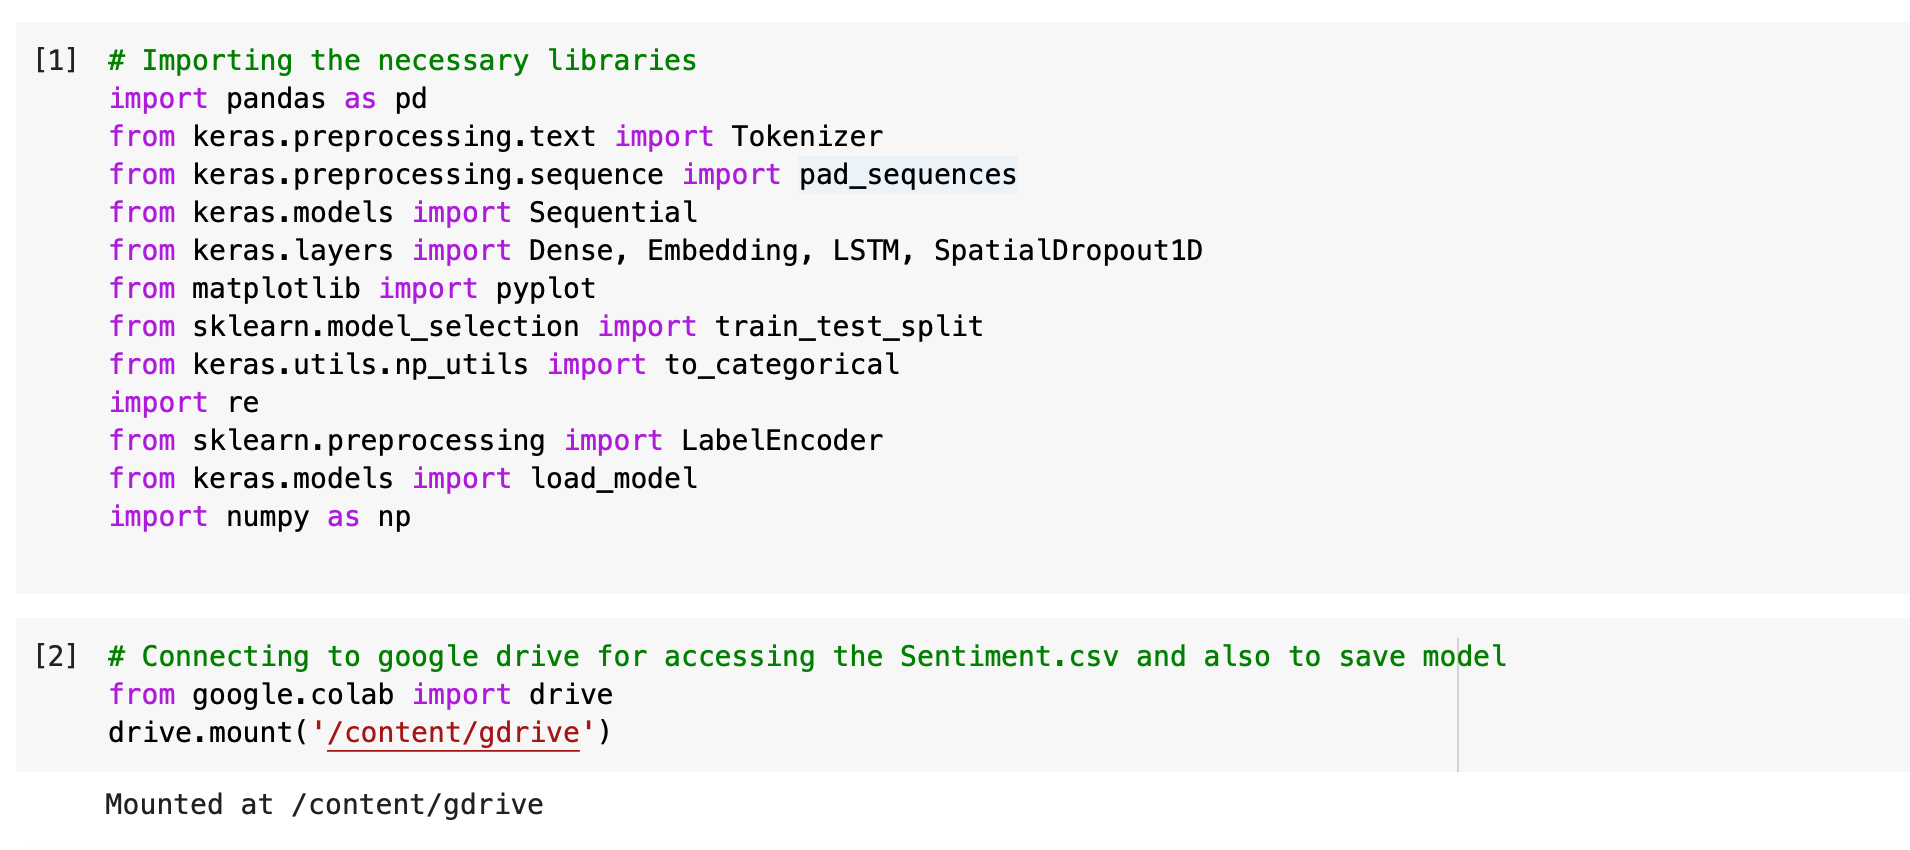 [1] # Importing the necessary libraries
import pandas as pd
from keras.preprocessing.text import Tokenizer
from keras.preprocessing.sequence import pad_sequences
from keras.models import Sequential
from keras.layers import Dense, Embedding, LSTM, SpatialDropout1D
from matplotlib import pyplot
from sklearn.model_selection import train_test_split
from keras.utils.np_utils import to_categorical
import re
from sklearn.preprocessing import LabelEncoder
from keras.models import load_model
import numpy as np
[2] # Connecting to google drive for accessing the Sentiment.csv and also to save model
from google.colab import drive
drive.mount('/content/gdrive')
Mounted at /content/gdrive